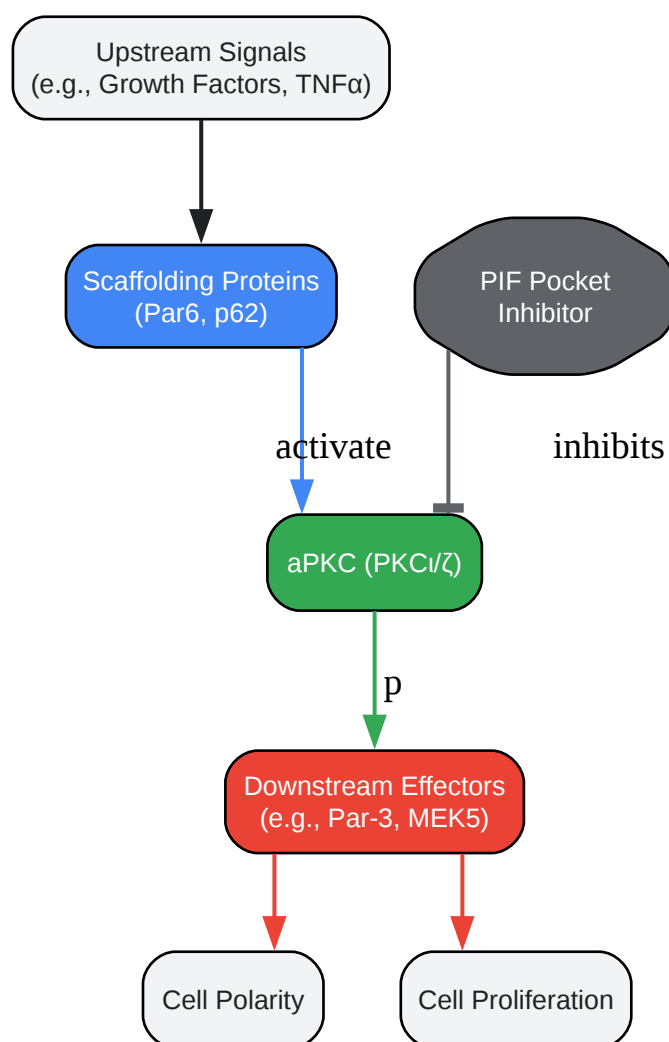 Upstream Signals
(e.g., Growth Factors, TNFα)
Scaffolding Proteins
(Par6, p62)
PIF Pocket
Inhibitor
activate
inhibits
aPKC (PKCι/ζ)
p
Downstream Effectors
(e.g., Par-3, MEK5)
Cell Polarity
Cell Proliferation